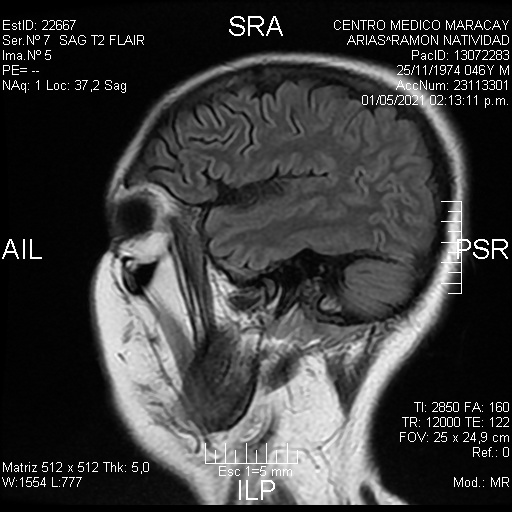 EstID: 22667
Ser.Nº 7 SAG T2 FLAIR
Ima.Nº 5
PE= --
NAq: 1 Loc: 37,2 Sag
SRA
CENTRO MEDICO MARACAY
ARIAS^RAMON NATIVIDAD
PacID: 13072283
25/11/1974 046Y M
AccNum: 23113301
01/05/2021 02:13:11 p.m.
AIL
PSR
TI: 2850 FA: 160
TR: 12000 TE: 122
FOV: 25 x 24,9 cm
Ref.: 0
Matriz 512 x 512 Thk: 5,0
W:1554 L:777
Esc 1=5 mm
ILP
Mod.: MR